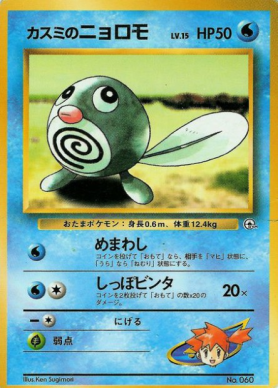 カスミのニョロモ LV.15 HP50
おたまポケモン：身長0.6m、体重12.4kg
めまわし
コインを投げて「おもて」なら、相手を「マヒ」状態に、
「うら」なら「ねむり」状態にする。
しっぽビンタ 20×
コインを2枚投げて「おもて」の数×20の
ダメージ。
にげる
弱点
Illus.Ken Sugimori No.060